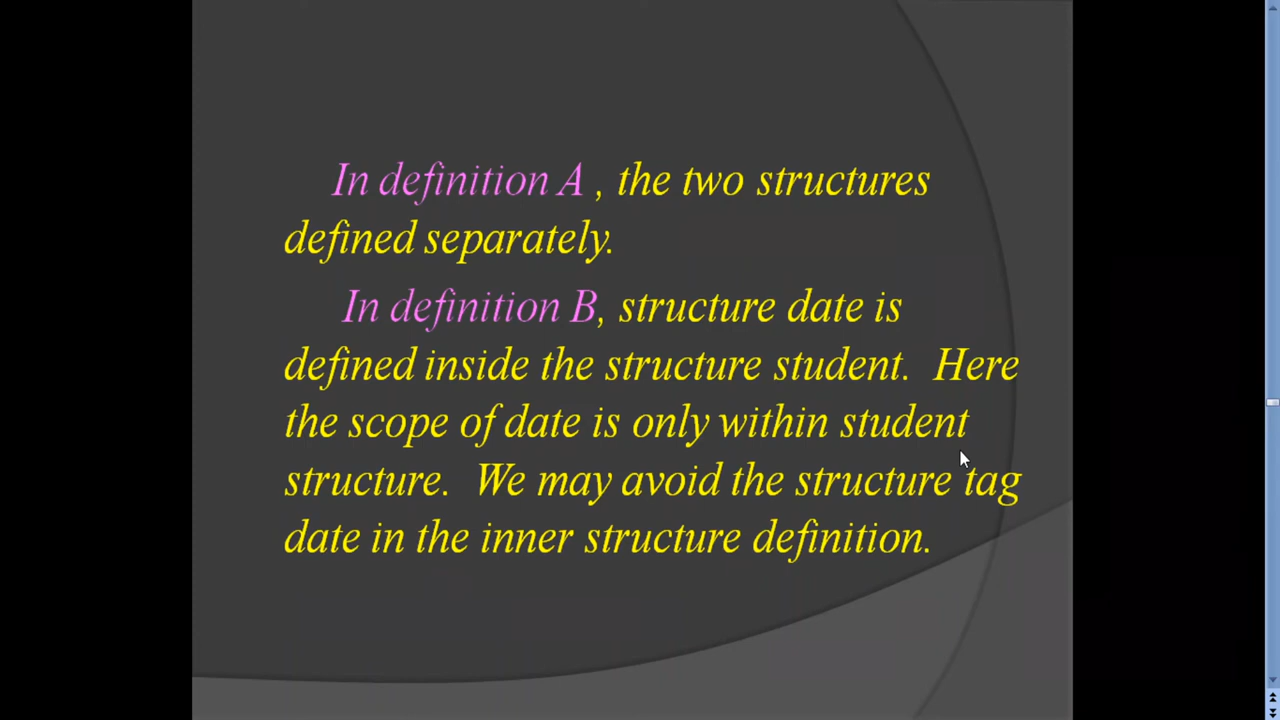 In definition A , the two structures
defined separately.
In definition B, structure date is
defined inside the structure student. Here
the scope of date is only within student
structure. We may avoid the structure tag
date in the inner structure definition.